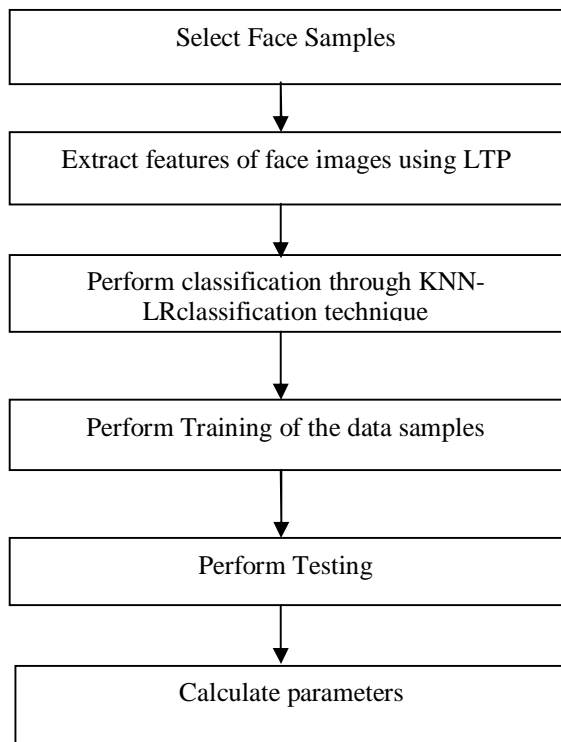 Select Face Samples
Extract features of face images using LTP
Perform classification through KNN-
LRclassification technique
Perform Training of the data samples
Perform Testing
Calculate parameters